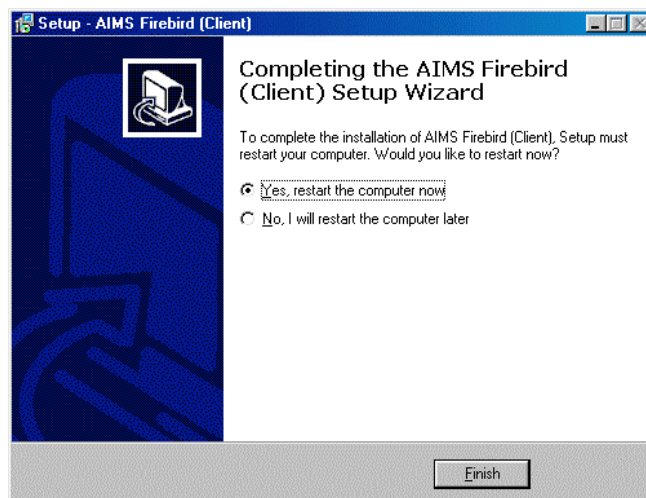 Setup - AIMS Firebird (Client)
Completing the AIMS Firebird
(Client) Setup Wizard
To complete the installation of AIMS Firebird (Client), Setup must
restart your computer. Would you like to restart now?
Yes, restart the computer now
No, I will restart the computer later
Finish